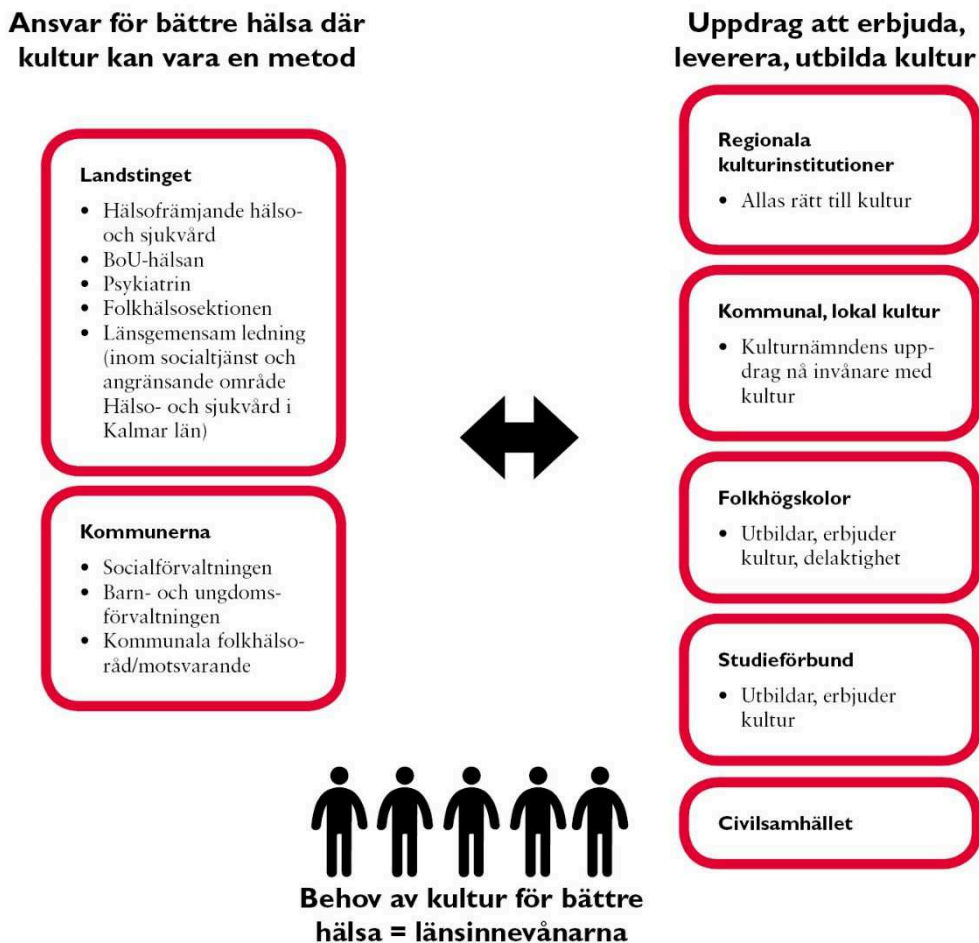 Ansvar för bättre hälsa där
kultur kan vara en metod
Landstinget
• Hälsofrämjande hälso-
och sjukvård
• BoU-hälsan
• Psykiatrin
• Folkhälsosektionen
• Länsgemensam ledning
(inom socialtjänst och
angränsande område
Hälso- och sjukvård i
Kalmar län)
Kommunerna
• Socialförvaltningen
• Barn- och ungdoms-
förvaltningen
• Kommunala folkhälso-
råd/motsvarande
Uppdrag att erbjuda,
leverera, utbilda kultur
Regionala
kulturinstitutioner
• Allas rätt till kultur
Kommunal, lokal kultur
• Kulturnämndens upp-
drag nå invånare med
kultur
Folkhögskolor
• Utbildar, erbjuder
kultur, delaktighet
Studieförbund
• Utbildar, erbjuder
kultur
Civilsamhället
Behov av kultur för bättre
hälsa = länsinnevånarna